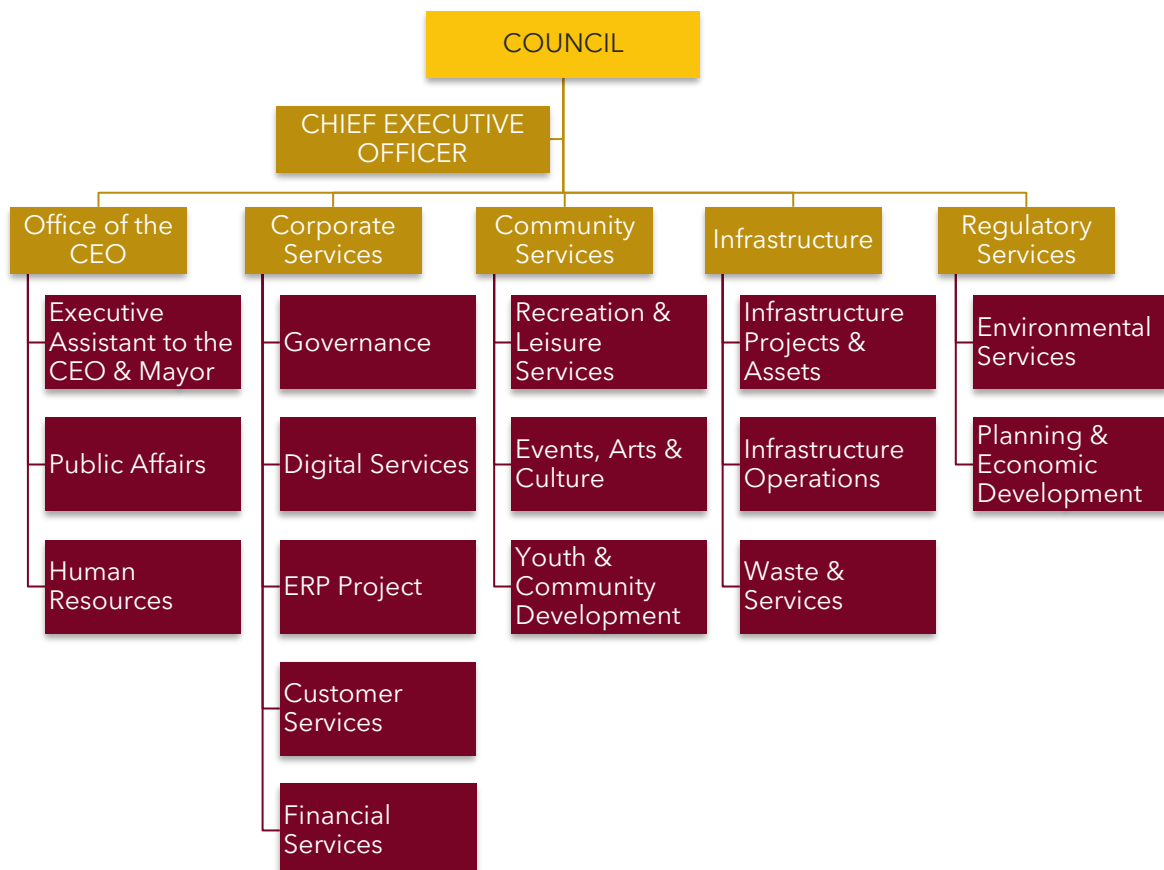 COUNCIL
CHIEF EXECUTIVE
OFFICER
Office of the
CEO
Executive
Assistant to the
CEO & Mayor
Public Affairs
Human
Resources
Corporate
Services
Governance
Digital Services
ERP Project
Customer
Services
Financial
Services
Community
Services
Recreation &
Leisure
Services
Events, Arts &
Culture
Youth &
Community
Development
Infrastructure
Infrastructure
Projects &
Assets
Infrastructure
Operations
Waste &
Services
Regulatory
Services
Environmental
Services
Planning &
Economic
Development